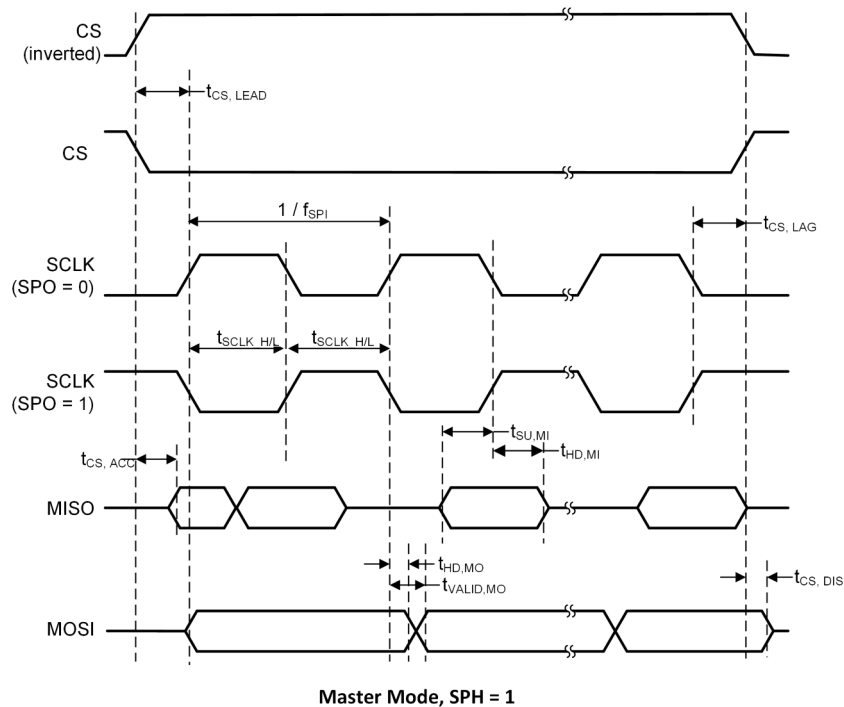 CS
(inverted)
tCS, LEAD
CS
1 / fSPI
tCS, LAG
SCLK
(SPO = 0)
tSCLK_H/L tSCLK_H/L
SCLK
(SPO = 1)
tSU,MI
tHD,MI
tCS, ACC
MISO
tHD,MO
tVALID,MO
tCS, DIS
MOSI
Master Mode, SPH = 1